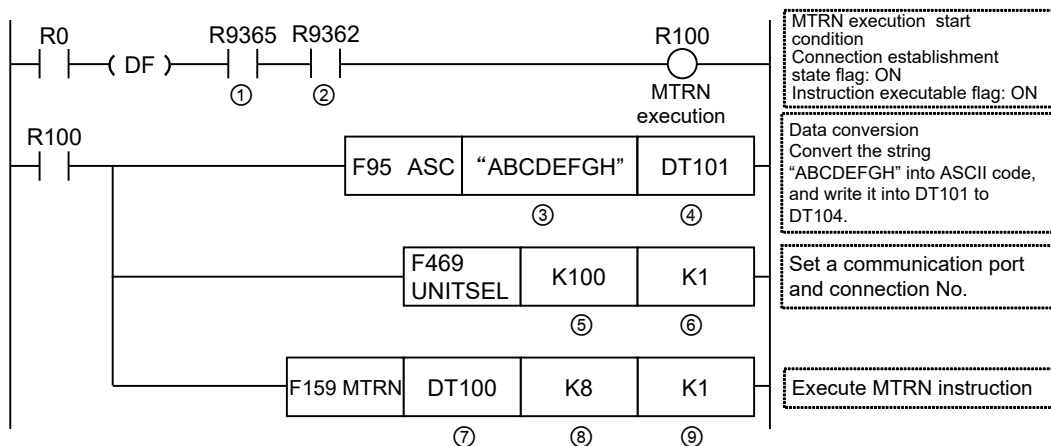 R0
( DF )
R9365
R9362
R100
①
②
MTRN
execution
MTRN execution start
condition
Connection establishment
state flag: ON
Instruction executable flag: ON
R100
F95 ASC
“ABCDEFGH”
DT101
③
④
Data conversion
Convert the string
“ABCDEFGH” into ASCII code,
and write it into DT101 to
DT104.
F469
UNITSEL
K100
K1
⑤
⑥
Set a communication port
and connection No.
F159 MTRN
DT100
K8
K1
⑦
⑧
⑨
Execute MTRN instruction